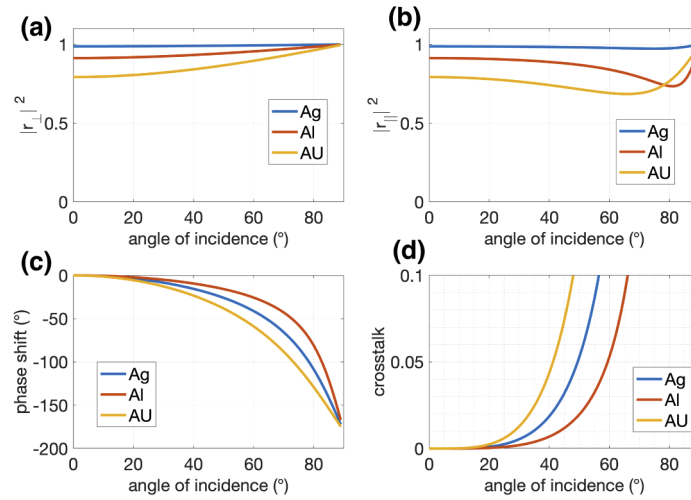 (a)
1
0.5
0
|r⊥|²
0 20 40 60 80
angle of incidence (°)
Ag
Al
AU
(b)
1
0.5
0
|r|||²
0 20 40 60 80
angle of incidence (°)
Ag
Al
AU
(c)
0
-50
-100
-150
-200
phase shift (°)
0 20 40 60 80
angle of incidence (°)
Ag
Al
AU
(d)
0.1
0.05
0
crosstalk
0 20 40 60 80
angle of incidence (°)
Ag
Al
AU